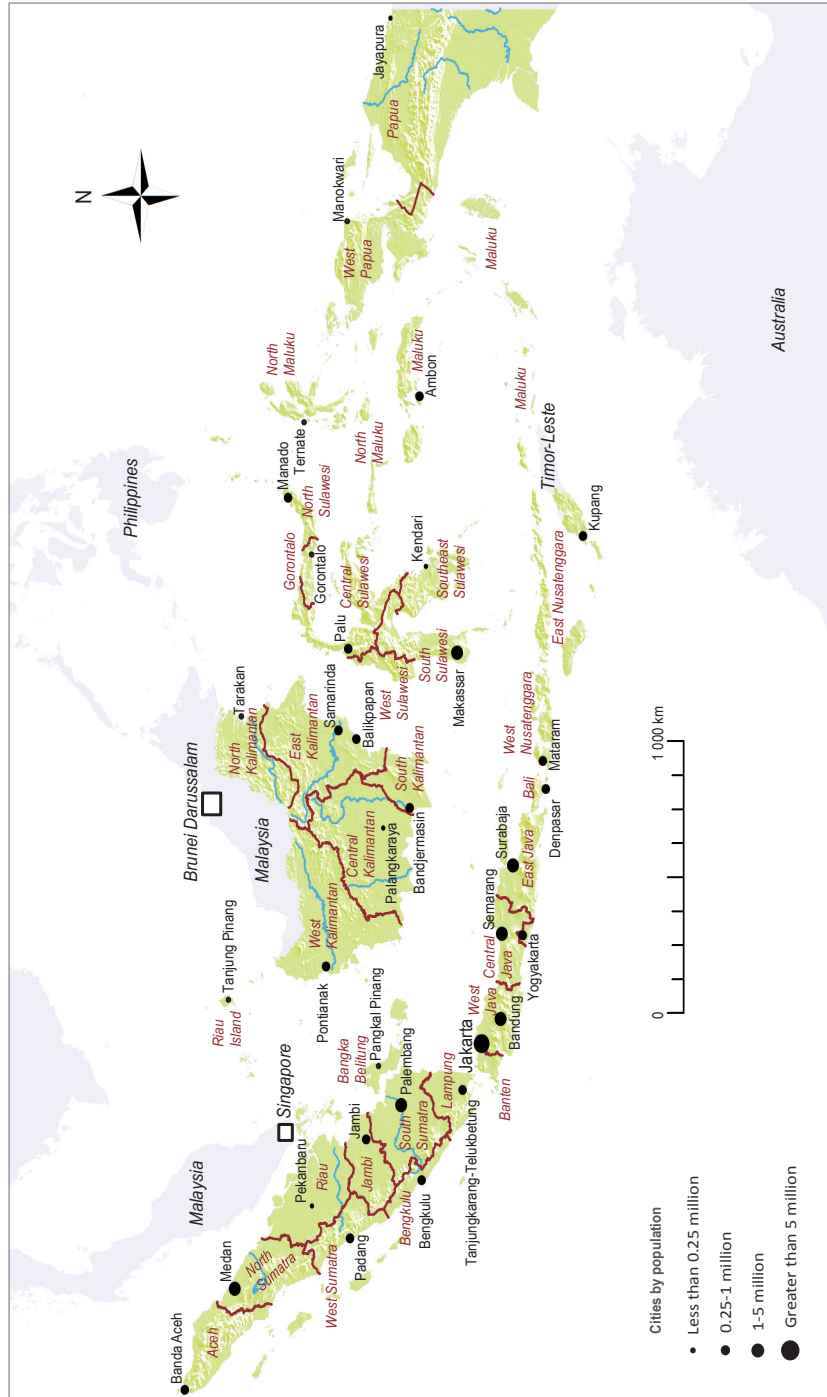 N
Philippines
Brunei Darussalam
Malaysia
Malaysia
Singapore
Timor-Leste
Australia
Banda Aceh
Aceh
Medan
North
Sumatra
Pekanbaru
Riau
West Sumatra
Padang
Jambi
Jambi
Bengkulu
Bengkulu
Palembang
South
Sumatra
Lampung
Tanjungkarang-Telukbetung
Bangka
Belitung
Pangkal Pinang
Riau
Island
Tanjung Pinang
Jakarta
Banten
West
Java
Bandung
Central
Java
Semarang
Yogyakarta
Surabaja
East Java
Bali
Denpasar
West
Nusatenggara
Mataram
East Nusatenggara
Kupang
Pontianak
West
Kalimantan
Central
Kalimantan
Palangkaraya
Bandjermasin
South
Kalimantan
East
Kalimantan
Samarinda
Balikpapan
North
Kalimantan
Tarakan
Palu
West
Sulawesi
Central
Sulawesi
South
Sulawesi
Makassar
Southeast
Sulawesi
Kendari
Gorontalo
Gorontalo
North
Sulawesi
Manado
Ternate
North
Maluku
North
Maluku
Maluku
Ambon
Maluku
Maluku
West
Papua
Manokwari
Papua
Jayapura
0
1 000 km
Cities by population
Less than 0.25 million
0.25-1 million
1-5 million
Greater than 5 million